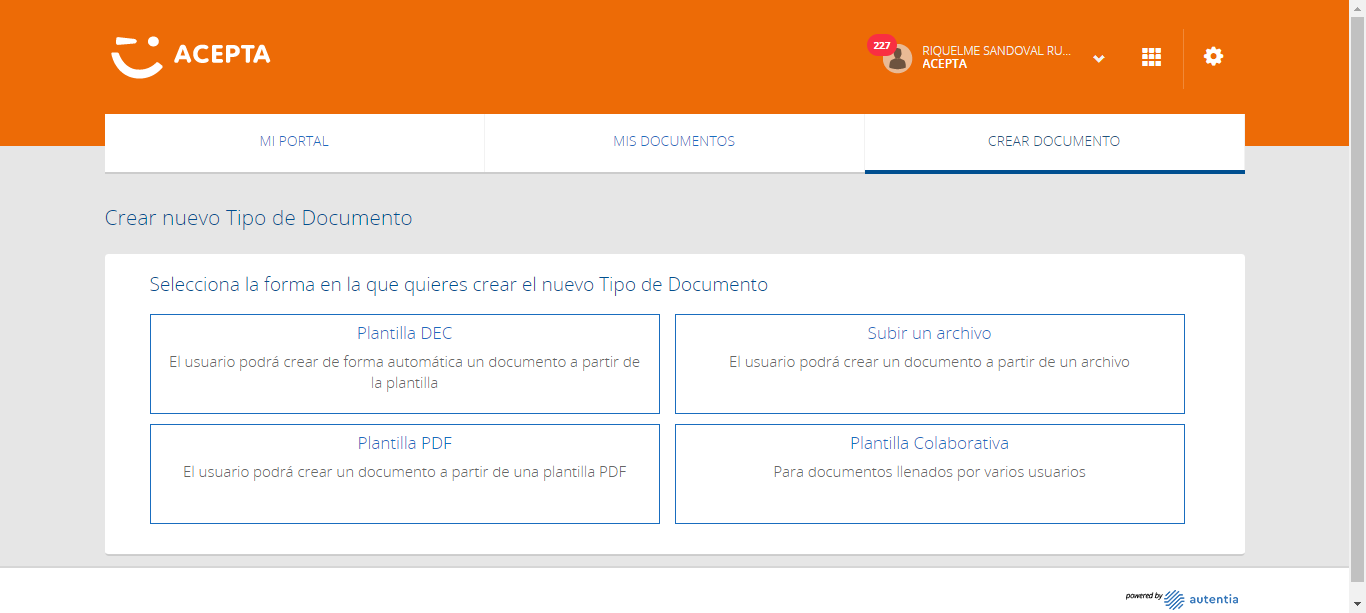 ACEPTA
227
RIQUELME SANDOVAL RU...
ACEPTA
MI PORTAL
MIS DOCUMENTOS
CREAR DOCUMENTO
Crear nuevo Tipo de Documento
Selecciona la forma en la que quieres crear el nuevo Tipo de Documento
Plantilla DEC
El usuario podrá crear de forma automática un documento a partir de
la plantilla
Subir un archivo
El usuario podrá crear un documento a partir de un archivo
Plantilla PDF
El usuario podrá crear un documento a partir de una plantilla PDF
Plantilla Colaborativa
Para documentos llenados por varios usuarios
powered by autentia